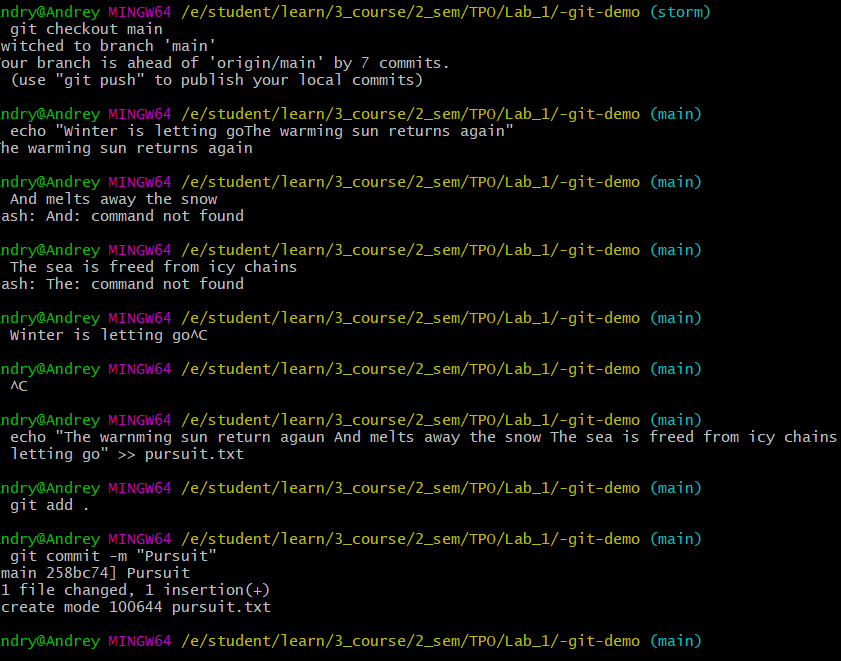 ndry@Andrey MINGW64 /e/student/learn/3_course/2_sem/TPO/Lab_1/-git-demo (storm)
git checkout main
witched to branch 'main'
our branch is ahead of 'origin/main' by 7 commits.
(use "git push" to publish your local commits)
ndry@Andrey MINGW64 /e/student/learn/3_course/2_sem/TPO/Lab_1/-git-demo (main)
echo "Winter is letting goThe warming sun returns again"
The warming sun returns again
ndry@Andrey MINGW64 /e/student/learn/3_course/2_sem/TPO/Lab_1/-git-demo (main)
And melts away the snow
ash: And: command not found
ndry@Andrey MINGW64 /e/student/learn/3_course/2_sem/TPO/Lab_1/-git-demo (main)
The sea is freed from icy chains
ash: The: command not found
ndry@Andrey MINGW64 /e/student/learn/3_course/2_sem/TPO/Lab_1/-git-demo (main)
Winter is letting go^C
ndry@Andrey MINGW64 /e/student/learn/3_course/2_sem/TPO/Lab_1/-git-demo (main)
^C
ndry@Andrey MINGW64 /e/student/learn/3_course/2_sem/TPO/Lab_1/-git-demo (main)
echo "The warnming sun return agaun And melts away the snow The sea is freed from icy chains
letting go" >> pursuit.txt
ndry@Andrey MINGW64 /e/student/learn/3_course/2_sem/TPO/Lab_1/-git-demo (main)
git add .
ndry@Andrey MINGW64 /e/student/learn/3_course/2_sem/TPO/Lab_1/-git-demo (main)
git commit -m "Pursuit"
main 258bc74] Pursuit
1 file changed, 1 insertion(+)
create mode 100644 pursuit.txt
ndry@Andrey MINGW64 /e/student/learn/3_course/2_sem/TPO/Lab_1/-git-demo (main)